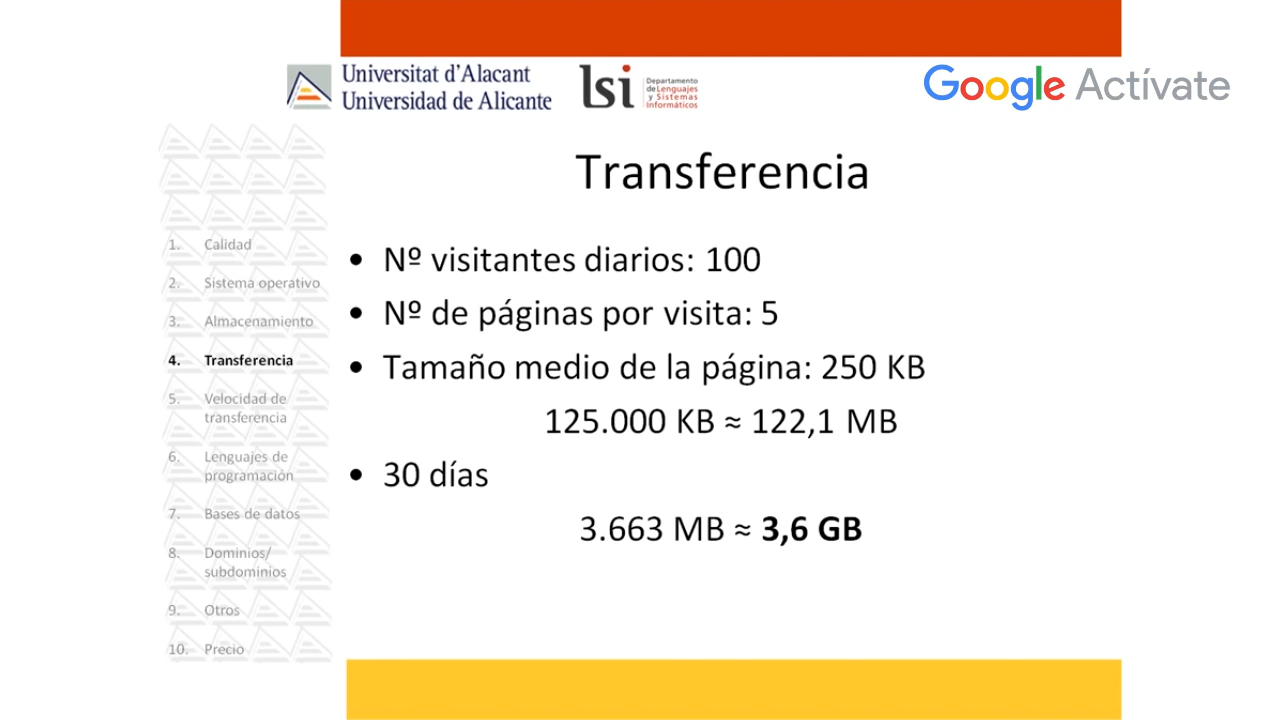 Universitat d'Alacant
Universidad de Alicante
lsi
Departamento
de Lenguajes
y Sistemas
Informáticos
Google Actívate
Transferencia
1. Calidad
2. Sistema operativo
3. Almacenamiento
4. Transferencia
5. Velocidad de
transferencia
6. Lenguajes de
programación
7. Bases de datos
8. Dominios/
subdominios
9. Otros
10. Precio
• Nº visitantes diarios: 100
• Nº de páginas por visita: 5
• Tamaño medio de la página: 250 KB
125.000 KB ≈ 122,1 MB
• 30 días
3.663 MB ≈ 3,6 GB